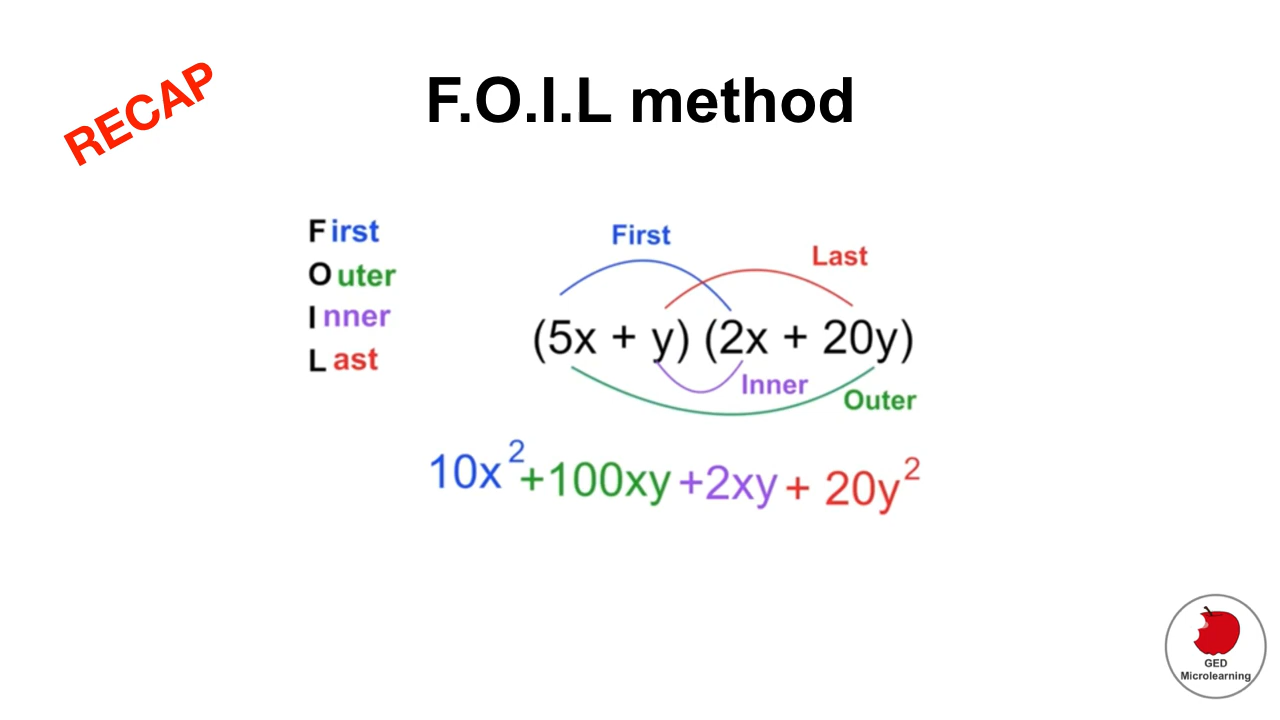 RECAP
F.O.I.L method
First
Outer
Inner
Last
First
Last
(5x + y) (2x + 20y)
Inner
Outer
10x²+100xy+2xy+ 20y²
GED
Microlearning